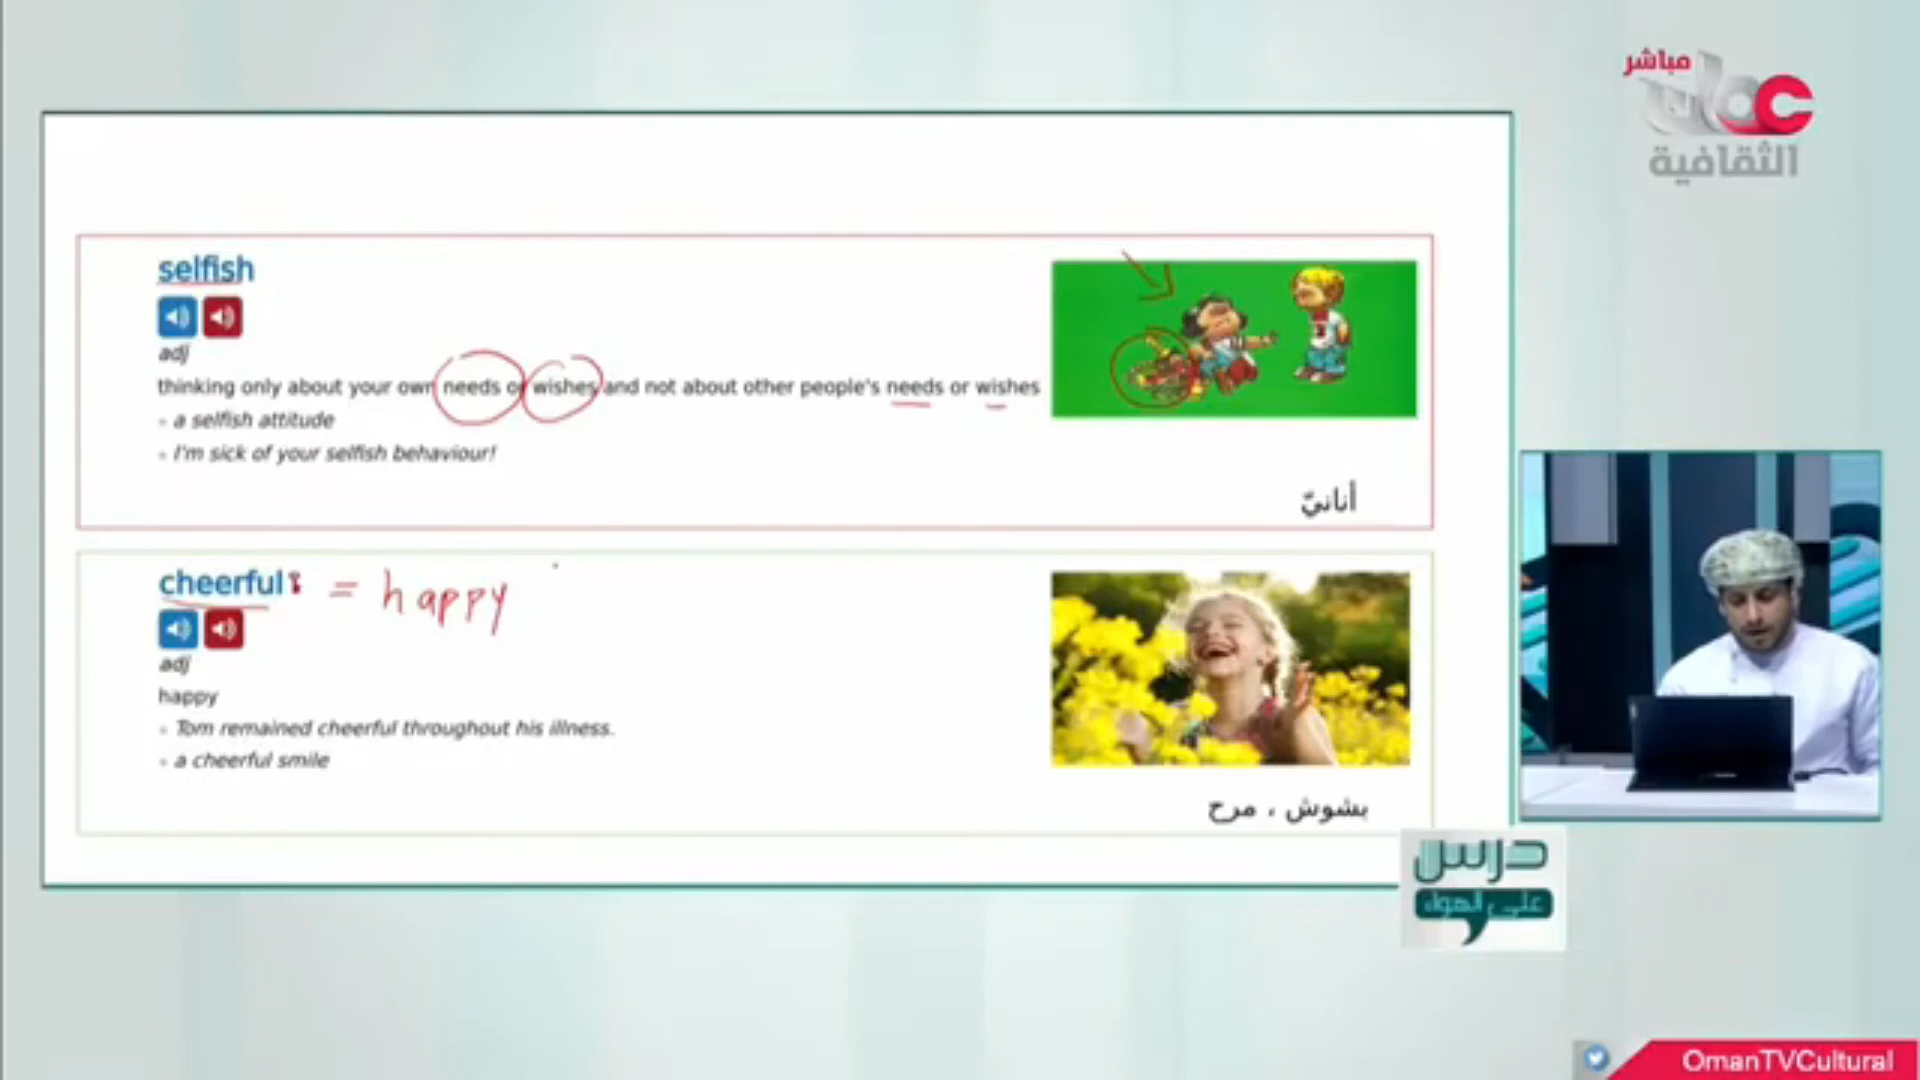 مباشر
عمان
الثقافية
selfish
adj
thinking only about your own needs or wishes and not about other people's needs or wishes
◦ a selfish attitude
◦ I'm sick of your selfish behaviour!
أنانيّ
cheerful = happy
adj
happy
◦ Tom remained cheerful throughout his illness.
◦ a cheerful smile
بشوش ، مرح
درس
على الهواء
OmanTVCultural